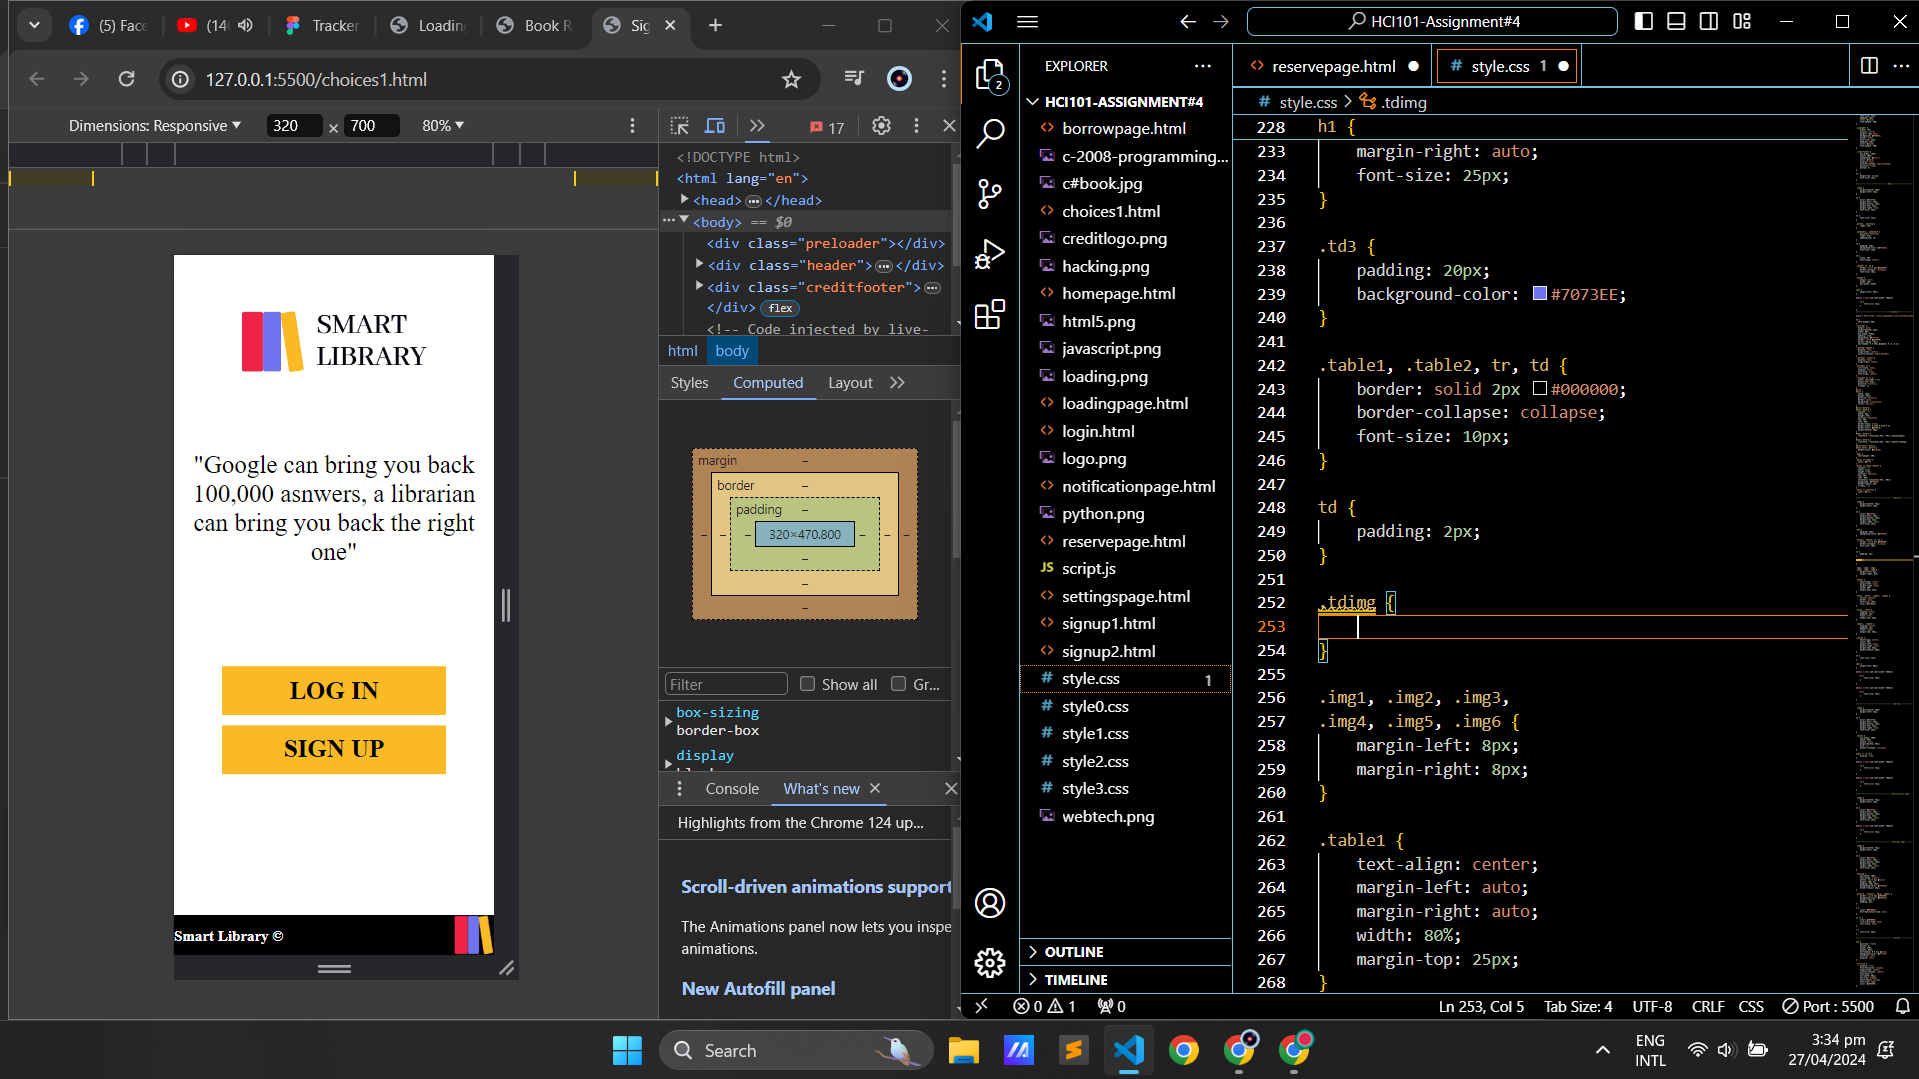 (5) Face
(14
Tracker
Loading
Book R
Sig
127.0.0.1:5500/choices1.html
Dimensions: Responsive ▼ 320 x 700 80% ▼
17
<!DOCTYPE html>
<html lang="en">
<head> </head>
<body> == $0
<div class="preloader"></div>
<div class="header"> </div>
<div class="creditfooter">
</div> flex
<!-- Code injected by live-
html body
Styles Computed Layout
margin –
border –
padding –
– – – 320×470.800 – – –
–
–
–
Filter Show all Gr...
box-sizing
border-box
display
Console What's new
Highlights from the Chrome 124 up...
Scroll-driven animations support
The Animations panel now lets you inspe
animations.
New Autofill panel
SMART
LIBRARY
"Google can bring you back
100,000 asnwers, a librarian
can bring you back the right
one"
LOG IN
SIGN UP
Smart Library ©
HCI101-Assignment#4
EXPLORER
2
HCI101-ASSIGNMENT#4
borrowpage.html
c-2008-programming...
c#book.jpg
choices1.html
creditlogo.png
hacking.png
homepage.html
html5.png
javascript.png
loading.png
loadingpage.html
login.html
logo.png
notificationpage.html
python.png
reservepage.html
JS script.js
settingspage.html
signup1.html
signup2.html
# style.css 1
# style0.css
# style1.css
# style2.css
# style3.css
webtech.png
OUTLINE
TIMELINE
reservepage.html
# style.css 1
# style.css > .tdimg
228 h1 {
233 margin-right: auto;
234 font-size: 25px;
235 }
236
237 .td3 {
238 padding: 20px;
239 background-color: #7073EE;
240 }
241
242 .table1, .table2, tr, td {
243 border: solid 2px #000000;
244 border-collapse: collapse;
245 font-size: 10px;
246 }
247
248 td {
249 padding: 2px;
250 }
251
252 .tdimg {
253
254 }
255
256 .img1, .img2, .img3,
257 .img4, .img5, .img6 {
258 margin-left: 8px;
259 margin-right: 8px;
260 }
261
262 .table1 {
263 text-align: center;
264 margin-left: auto;
265 margin-right: auto;
266 width: 80%;
267 margin-top: 25px;
268 }
0 1 0 Ln 253, Col 5 Tab Size: 4 UTF-8 CRLF CSS Port : 5500
Search
ENG
INTL
3:34 pm
27/04/2024